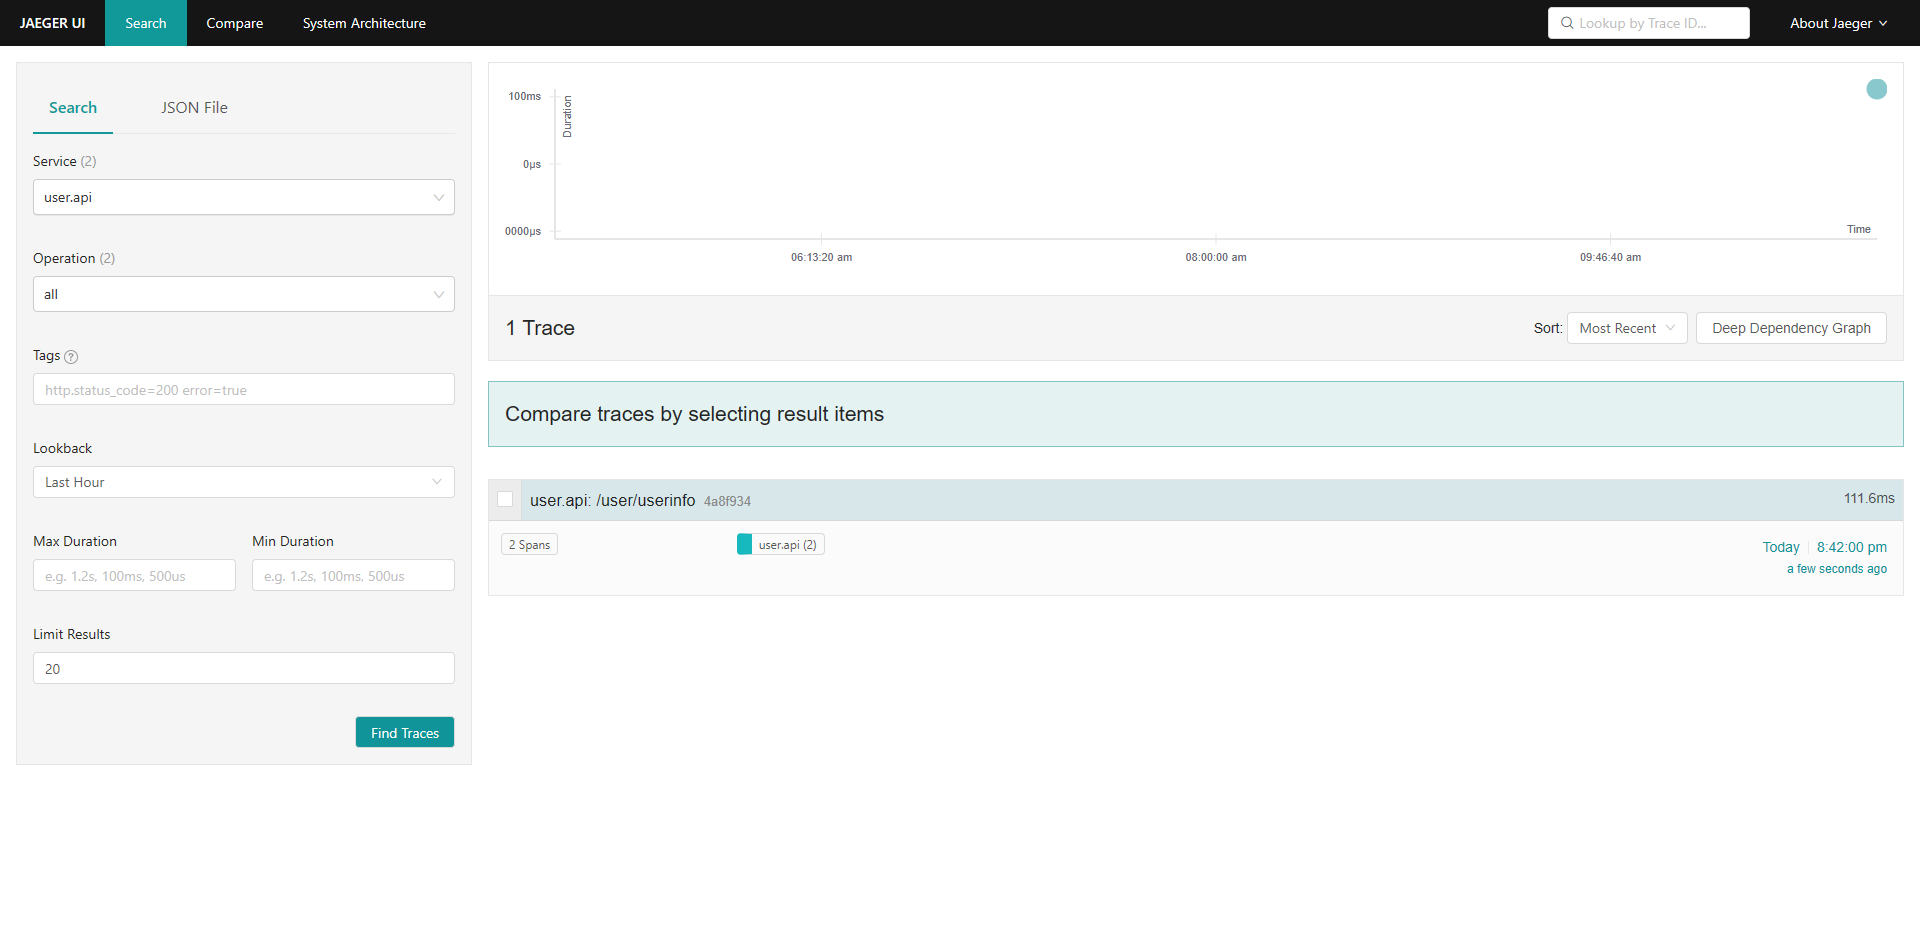 JAEGER UI Search Compare System Architecture Lookup by Trace ID... About Jaeger
Search JSON File
Service (2)
user.api
Operation (2)
all
Tags ?
http.status_code=200 error=true
Lookback
Last Hour
Max Duration Min Duration
e.g. 1.2s, 100ms, 500us e.g. 1.2s, 100ms, 500us
Limit Results
20
Find Traces
100ms
Duration
0μs
0000μs
Time
06:13:20 am 08:00:00 am 09:46:40 am
1 Trace Sort: Most Recent Deep Dependency Graph
Compare traces by selecting result items
user.api: /user/userinfo 4a8f934 111.6ms
2 Spans user.api (2) Today 8:42:00 pm
a few seconds ago